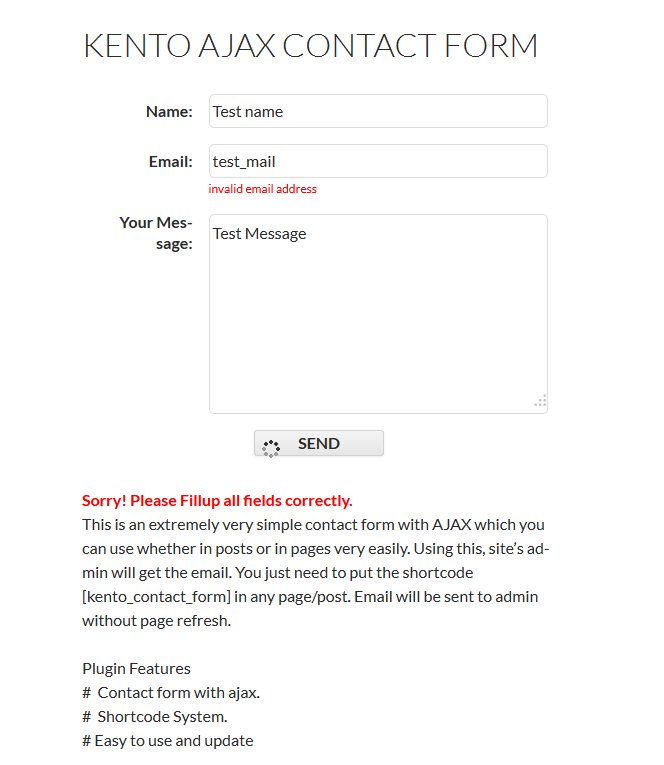 KENTO AJAX CONTACT FORM
Name: Test name
Email: test_mail
invalid email address
Your Mes-
sage:
Test Message
SEND
Sorry! Please Fillup all fields correctly.
This is an extremely very simple contact form with AJAX which you
can use whether in posts or in pages very easily. Using this, site’s ad-
min will get the email. You just need to put the shortcode
[kento_contact_form] in any page/post. Email will be sent to admin
without page refresh.
Plugin Features
# Contact form with ajax.
# Shortcode System.
# Easy to use and update